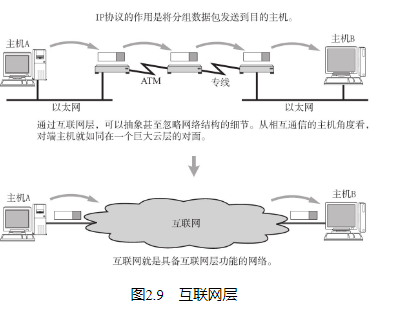 IP协议的作用是将分组数据包发送到目的主机。
主机A
主机B
ATM
专线
以太网
以太网
通过互联网层，可以抽象甚至忽略网络结构的细节。从相互通信的主机角度看，
对端主机就如同在一个巨大云层的对面。
主机A
主机B
互联网
互联网就是具备互联网层功能的网络。
图2.9 互联网层